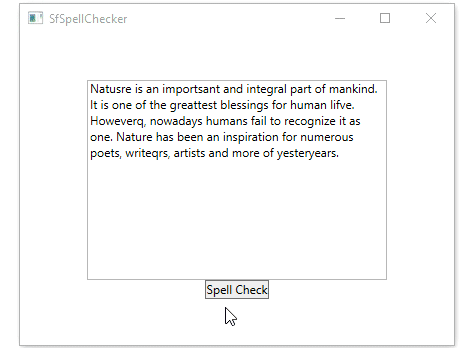 SfSpellChecker
Natusre is an importsant and integral part of mankind.
It is one of the greattest blessings for human lifve.
Howeverq, nowadays humans fail to recognize it as
one. Nature has been an inspiration for numerous
poets, writeqrs, artists and more of yesteryears.
Spell Check